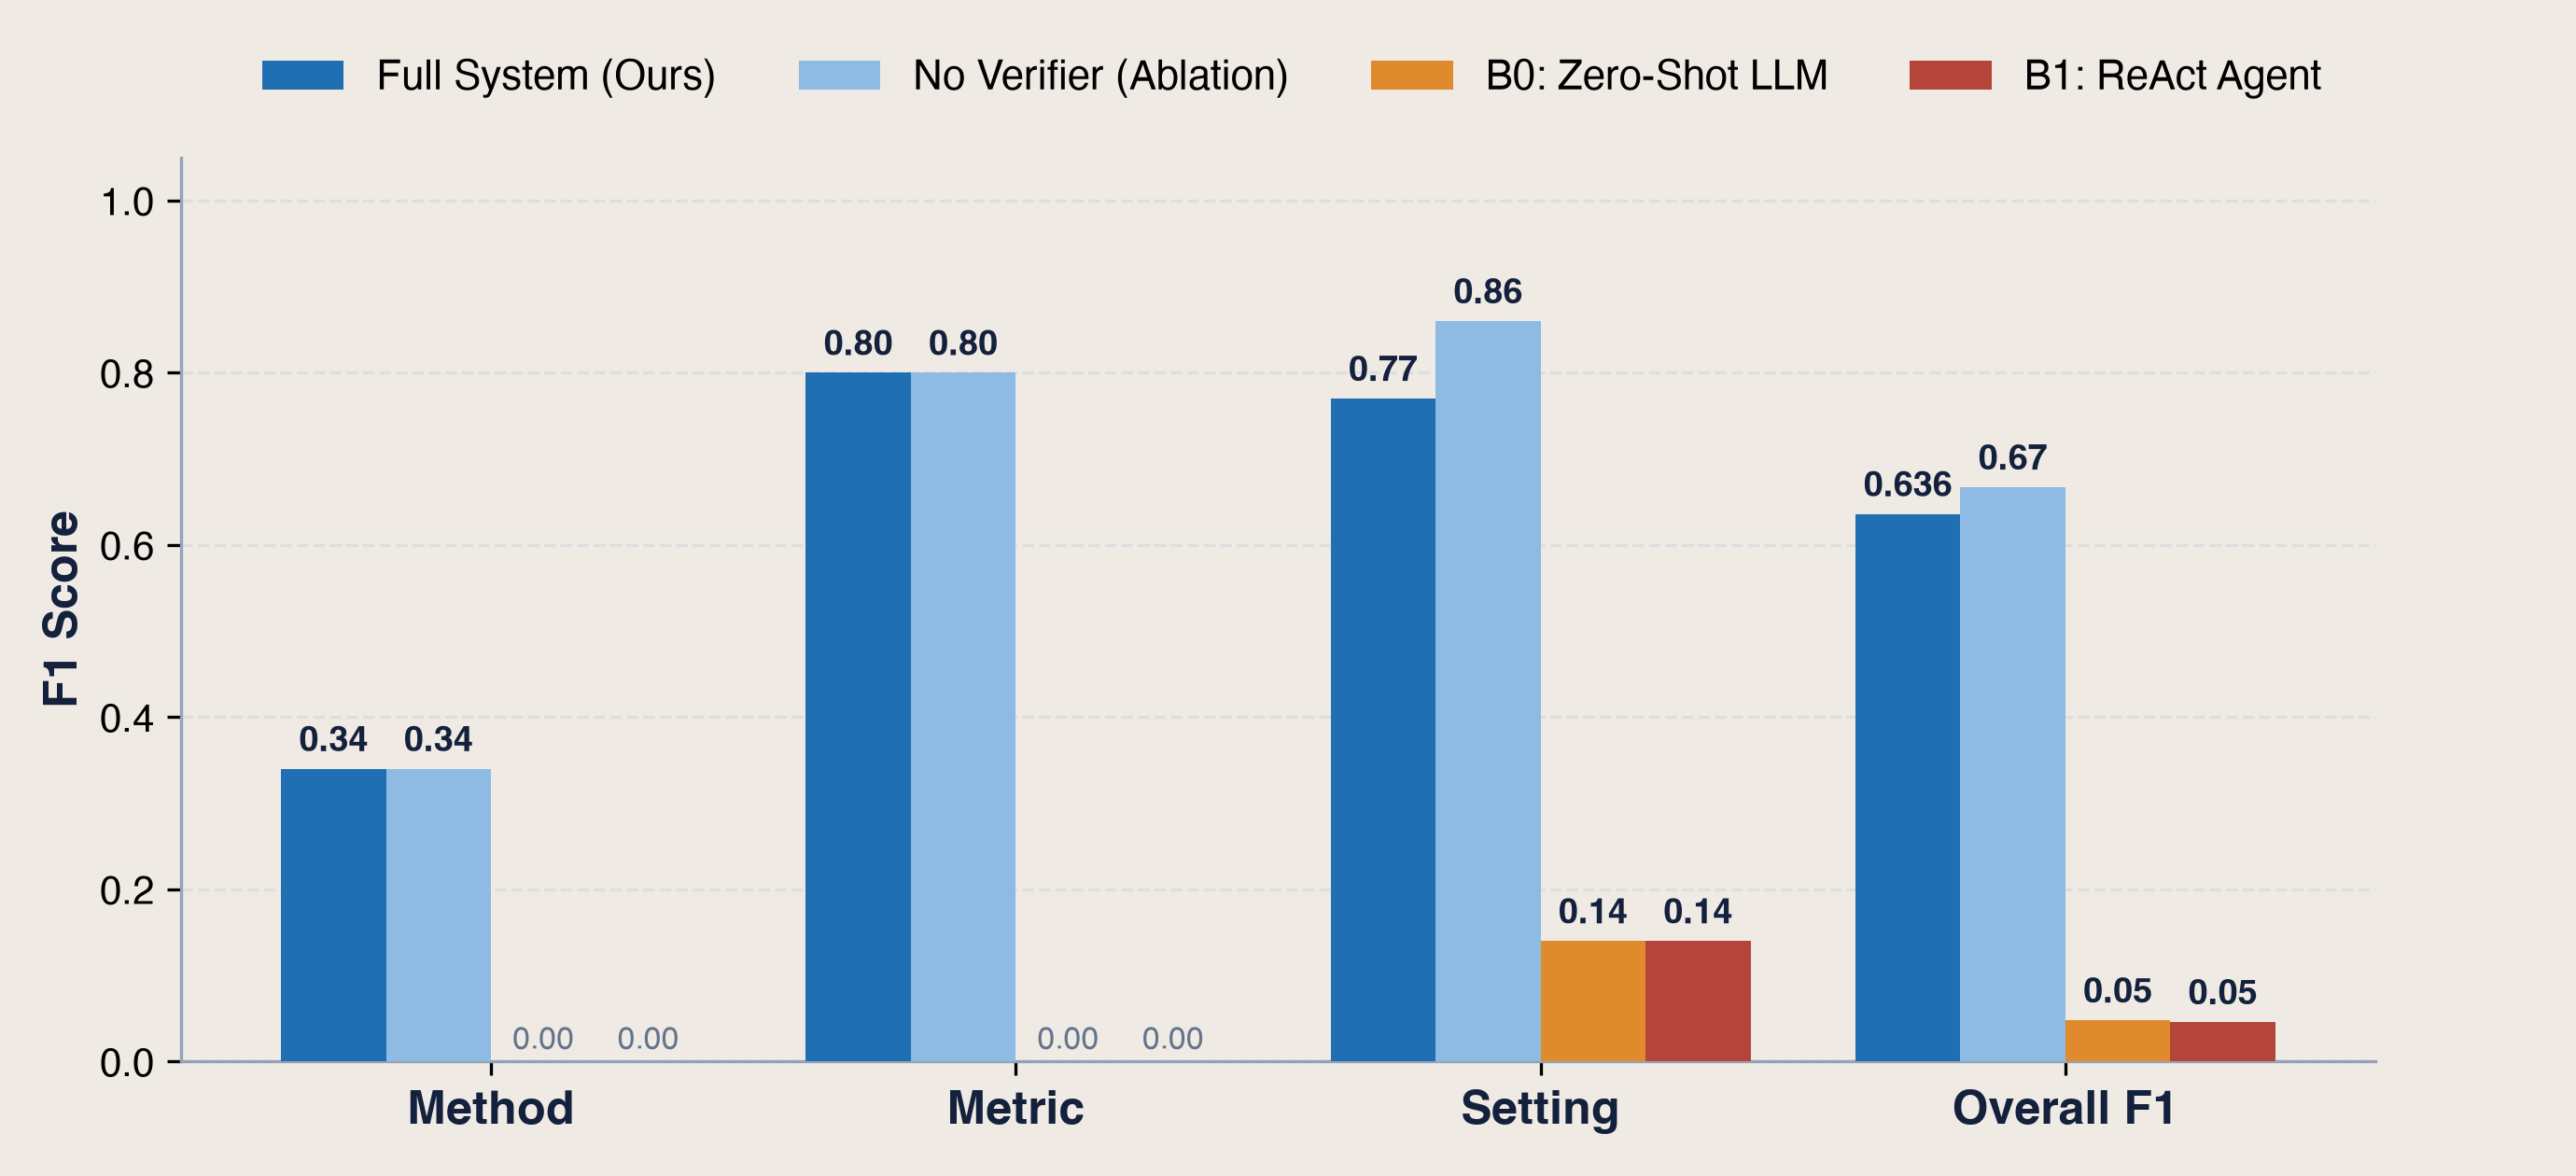 Full System (Ours) No Verifier (Ablation) B0: Zero-Shot LLM B1: ReAct Agent
F1 Score
1.0
0.8
0.6
0.4
0.2
0.0
0.34 0.34 0.00 0.00
0.80 0.80 0.00 0.00
0.77 0.86 0.14 0.14
0.636 0.67 0.05 0.05
Method Metric Setting Overall F1